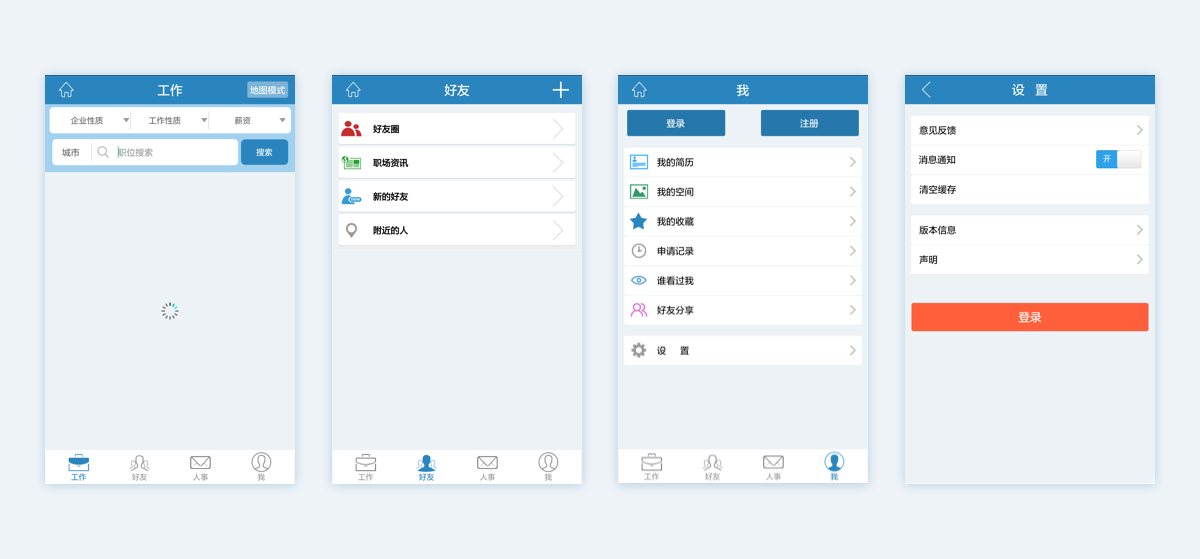 工作
地图模式
企业性质 工作性质 薪资
城市 职位搜索 搜索
工作 好友 人事 我
好友
好友圈
职场资讯
新的好友
附近的人
工作 好友 人事 我
我
登录 注册
我的简历
我的空间
我的收藏
申请记录
谁看过我
好友分享
设 置
工作 好友 人事 我
设 置
意见反馈
消息通知 开
清空缓存
版本信息
声明
登录